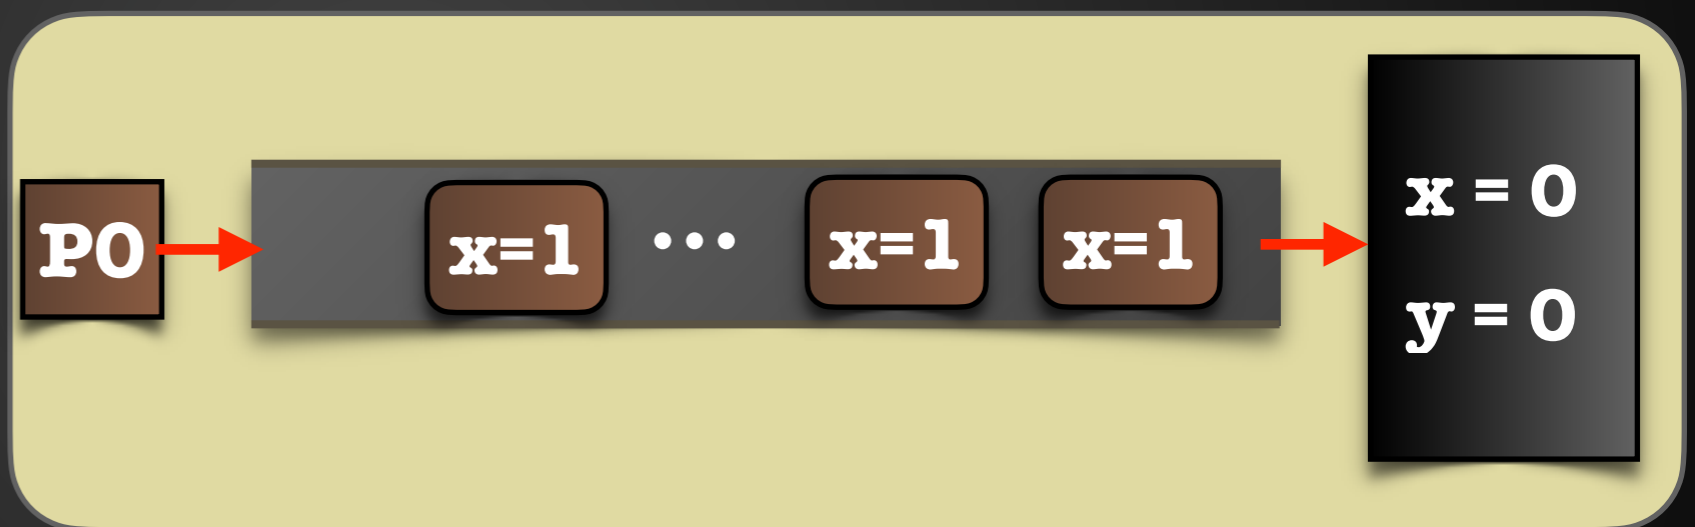 P0
x=1 ... x=1 x=1
x = 0
y = 0